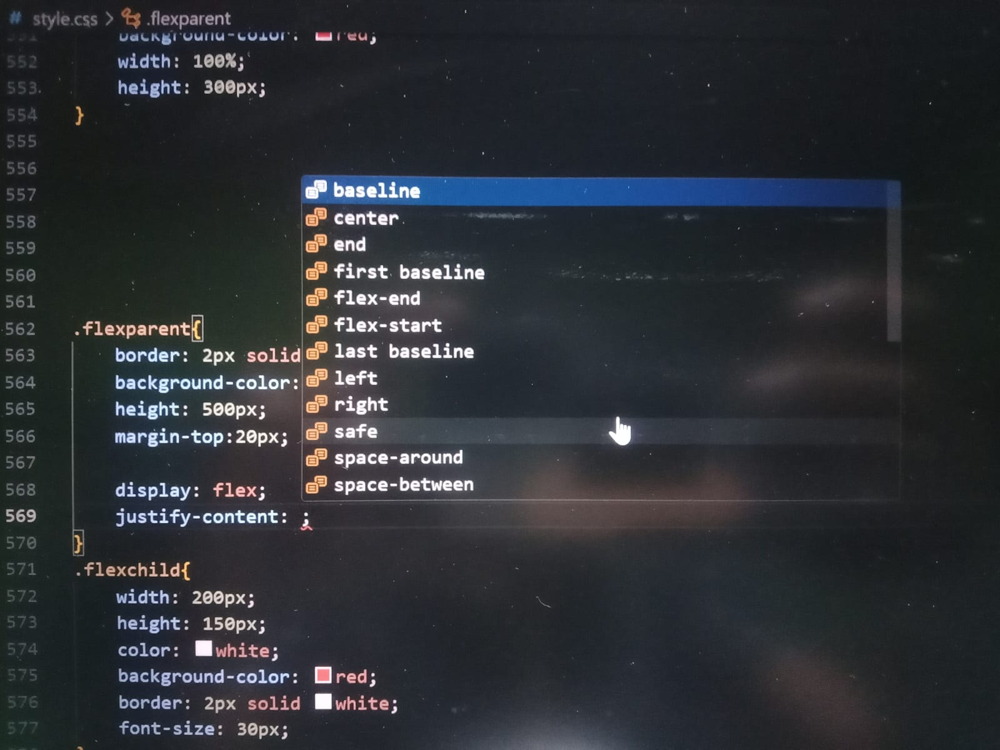 # style.css > .flexparent
551 background-color: red;
552 width: 100%;
553 height: 300px;
554 }
555
556
557
558
559
560
561
562 .flexparent{
563 border: 2px solid
564 background-color:
565 height: 500px;
566 margin-top:20px;
567
568 display: flex;
569 justify-content: ;
570 }
571 .flexchild{
572 width: 200px;
573 height: 150px;
574 color: white;
575 background-color: red;
576 border: 2px solid white;
577 font-size: 30px;
baseline
center
end
first baseline
flex-end
flex-start
last baseline
left
right
safe
space-around
space-between